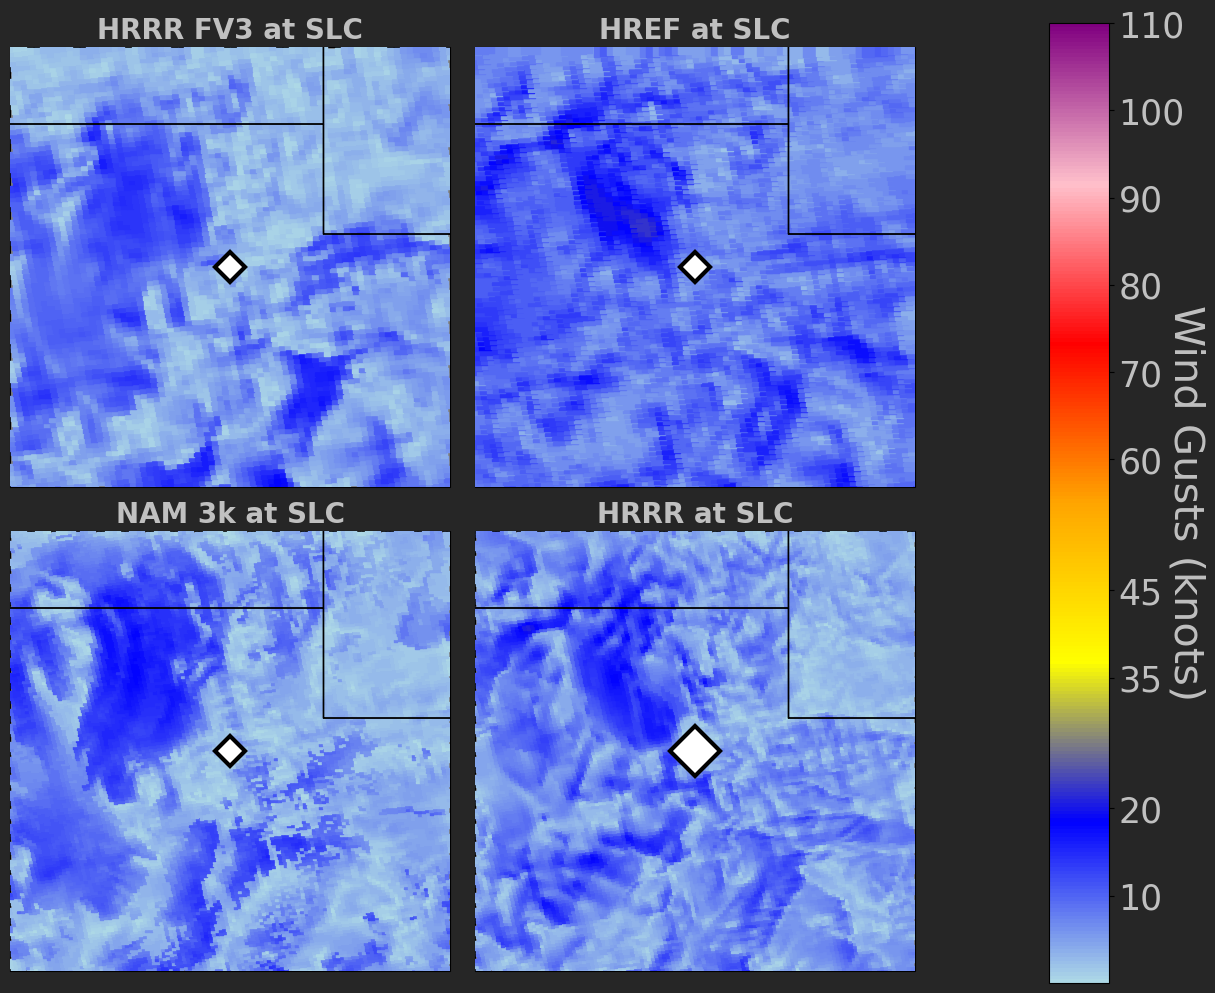 HRRR FV3 at SLC
HREF at SLC
NAM 3k at SLC
HRRR at SLC
110
100
90
80
70
60
45
35
20
10
Wind Gusts (knots)